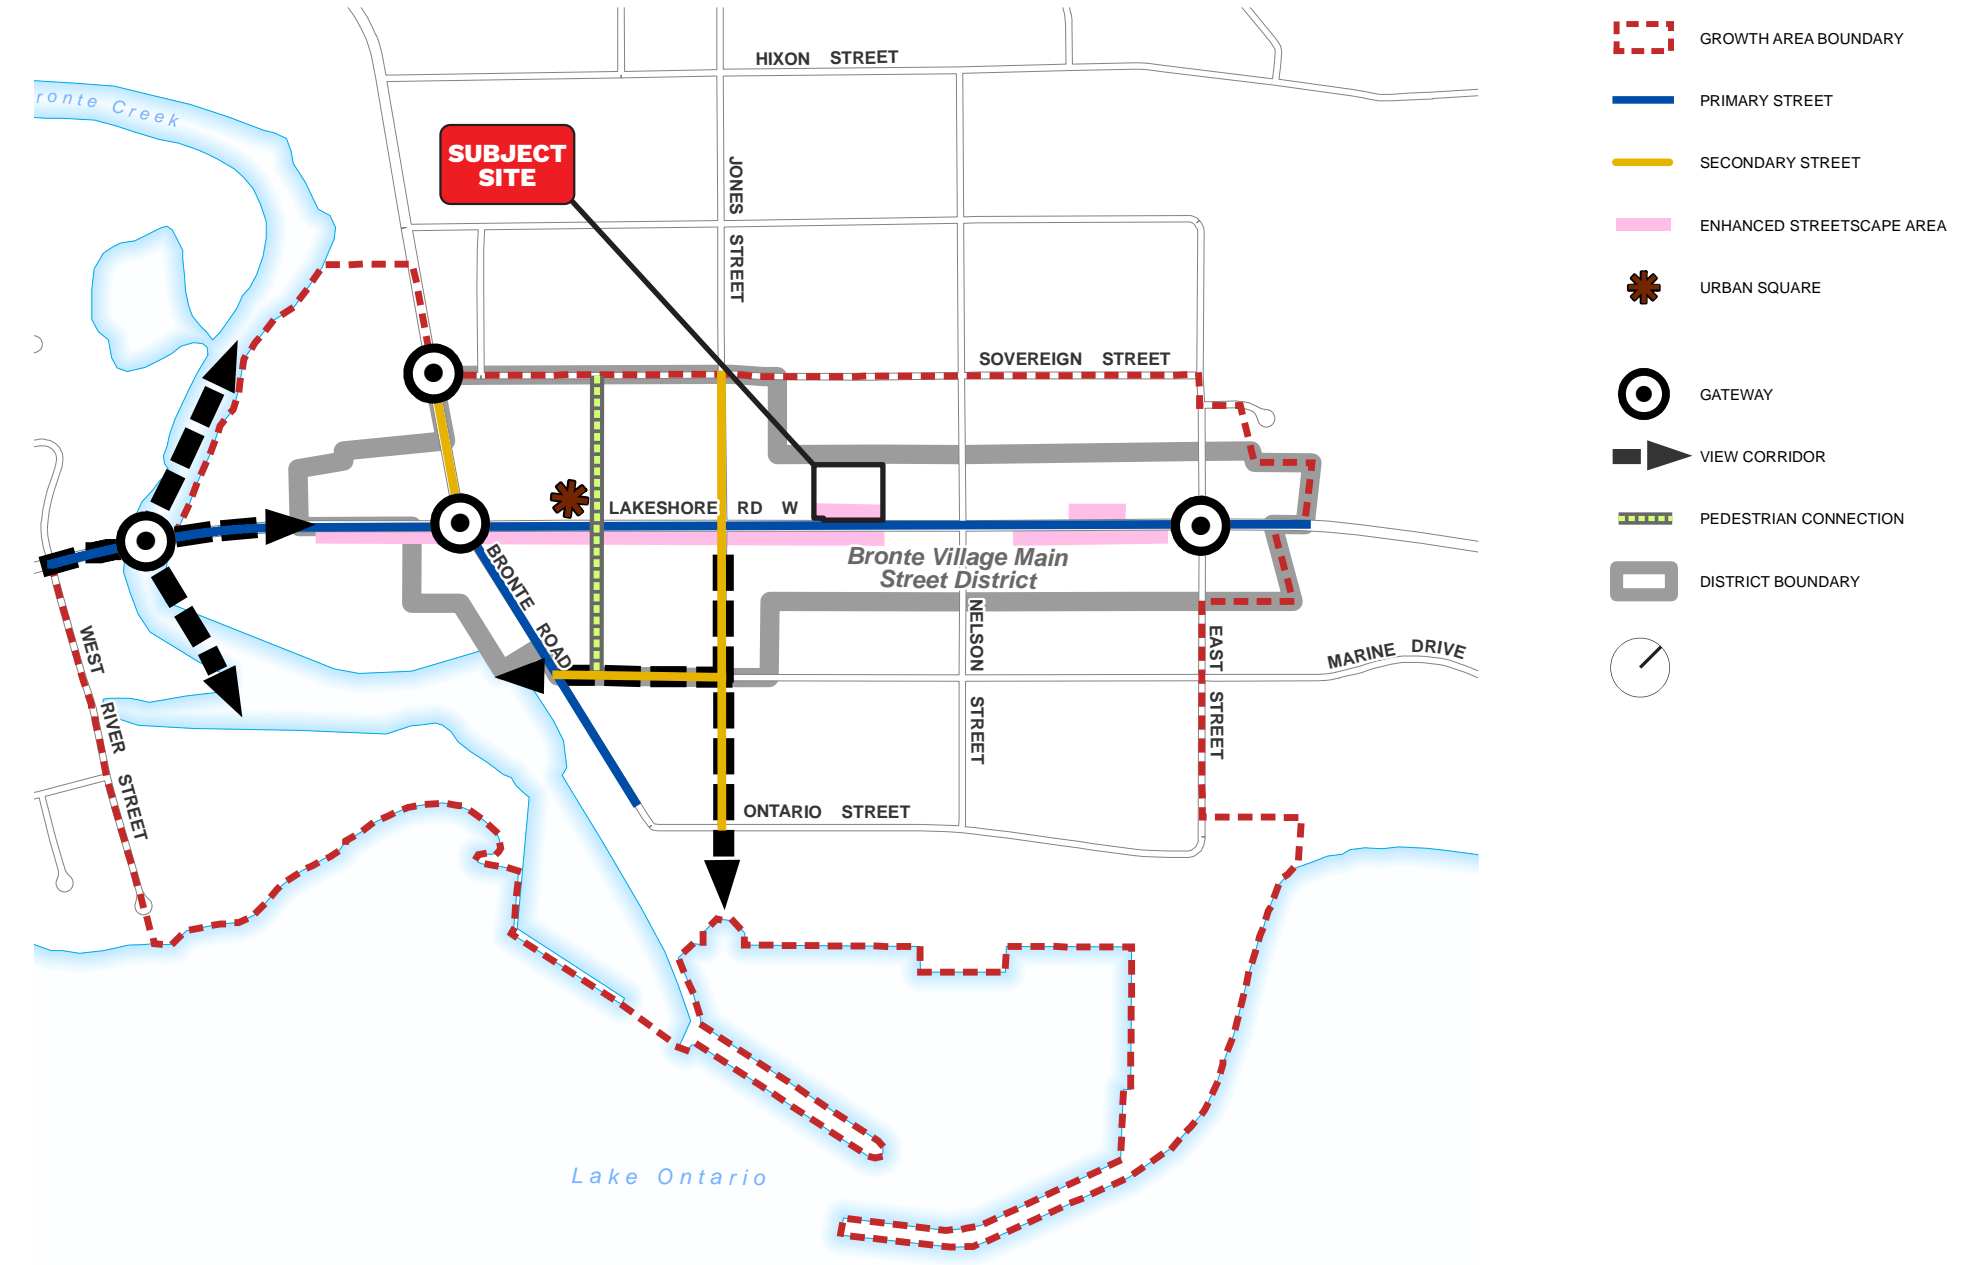 HIXON STREET
ronte Creek
SUBJECT
SITE
JONES
STREET
SOVEREIGN STREET
LAKESHORE RD W
Bronte Village Main
Street District
BRONTE
ROAD
NELSON
STREET
EAST
STREET
MARINE DRIVE
WEST
RIVER
STREET
ONTARIO STREET
Lake Ontario
GROWTH AREA BOUNDARY
PRIMARY STREET
SECONDARY STREET
ENHANCED STREETSCAPE AREA
URBAN SQUARE
GATEWAY
VIEW CORRIDOR
PEDESTRIAN CONNECTION
DISTRICT BOUNDARY